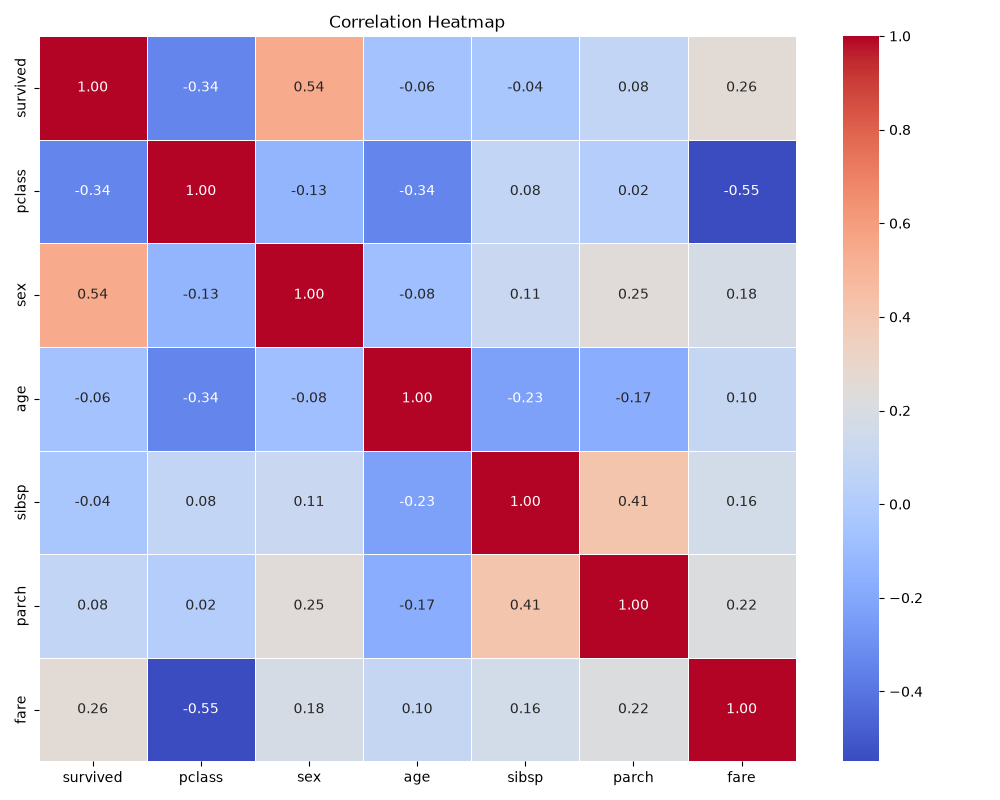 Correlation Heatmap
survived 1.00 -0.34 0.54 -0.06 -0.04 0.08 0.26
pclass -0.34 1.00 -0.13 -0.34 0.08 0.02 -0.55
sex 0.54 -0.13 1.00 -0.08 0.11 0.25 0.18
age -0.06 -0.34 -0.08 1.00 -0.23 -0.17 0.10
sibsp -0.04 0.08 0.11 -0.23 1.00 0.41 0.16
parch 0.08 0.02 0.25 -0.17 0.41 1.00 0.22
fare 0.26 -0.55 0.18 0.10 0.16 0.22 1.00
survived pclass sex age sibsp parch fare
1.0
0.8
0.6
0.4
0.2
0.0
−0.2
−0.4